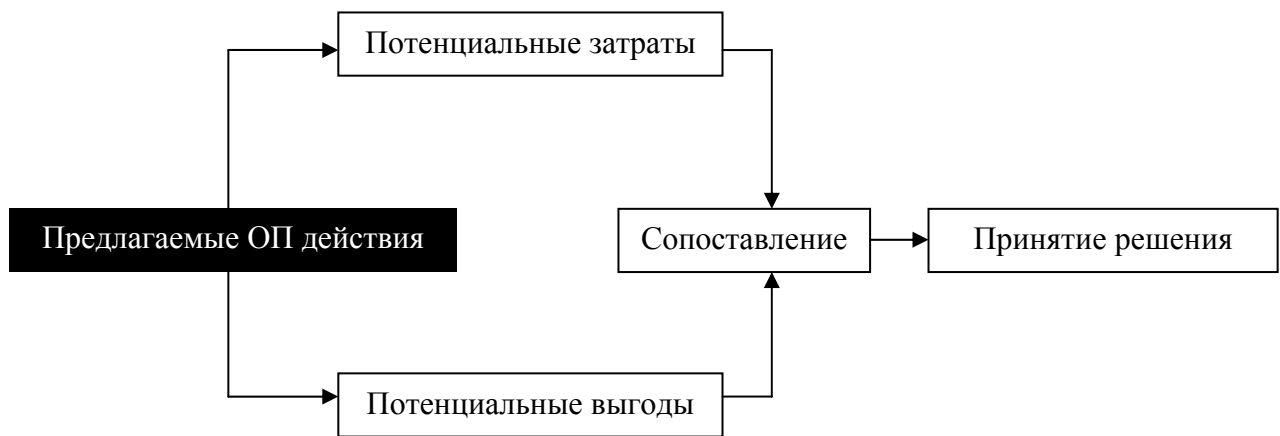 Потенциальные затраты
Предлагаемые ОП действия
Сопоставление
Принятие решения
Потенциальные выгоды